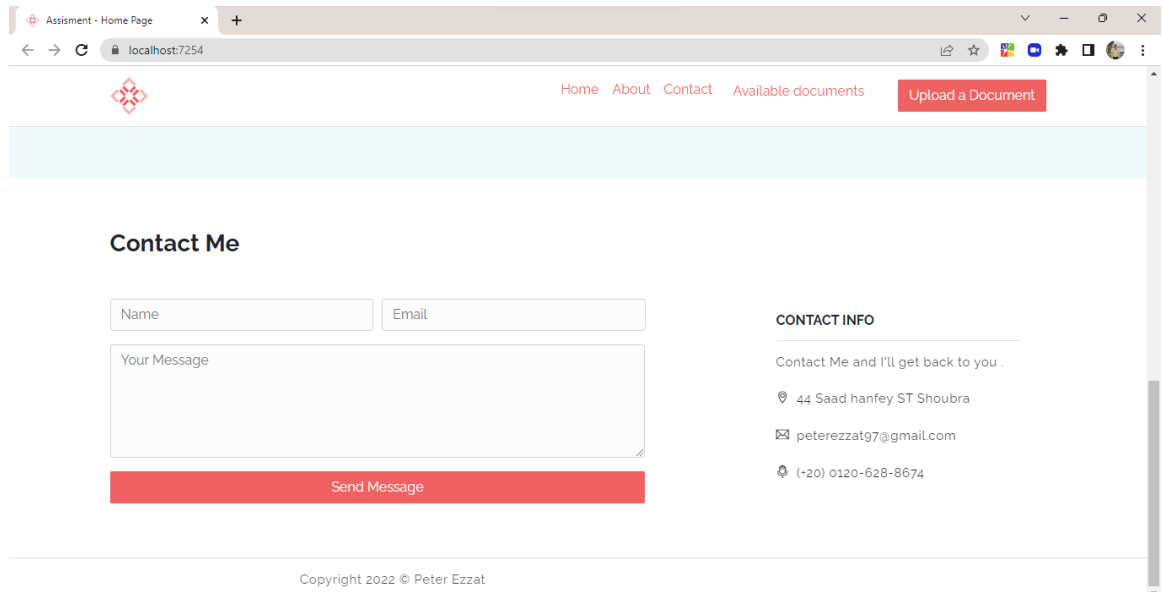 Assisment - Home Page
localhost:7254
Home About Contact Available documents Upload a Document
Contact Me
Name Email
Your Message
Send Message
CONTACT INFO
Contact Me and I'll get back to you .
44 Saad hanfey ST Shoubra
peterezzat97@gmail.com
(+20) 0120-628-8674
Copyright 2022 © Peter Ezzat